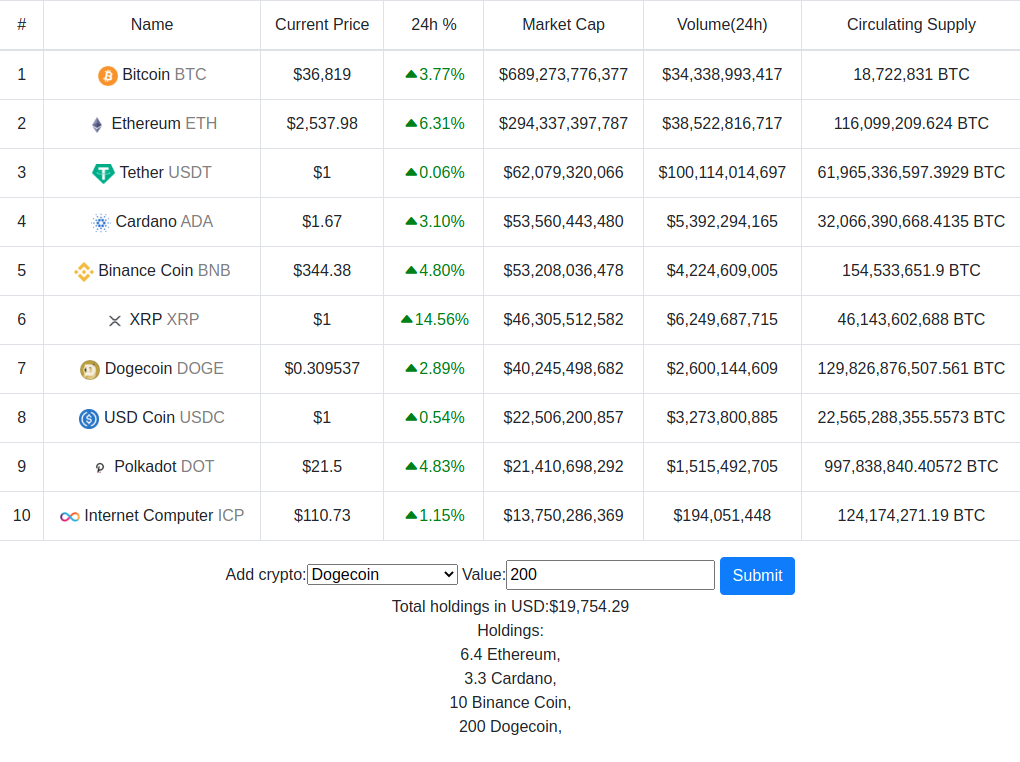 # Name Current Price 24h % Market Cap Volume(24h) Circulating Supply
1 Bitcoin BTC $36,819 3.77% $689,273,776,377 $34,338,993,417 18,722,831 BTC
2 Ethereum ETH $2,537.98 6.31% $294,337,397,787 $38,522,816,717 116,099,209.624 BTC
3 Tether USDT $1 0.06% $62,079,320,066 $100,114,014,697 61,965,336,597.3929 BTC
4 Cardano ADA $1.67 3.10% $53,560,443,480 $5,392,294,165 32,066,390,668.4135 BTC
5 Binance Coin BNB $344.38 4.80% $53,208,036,478 $4,224,609,005 154,533,651.9 BTC
6 XRP XRP $1 14.56% $46,305,512,582 $6,249,687,715 46,143,602,688 BTC
7 Dogecoin DOGE $0.309537 2.89% $40,245,498,682 $2,600,144,609 129,826,876,507.561 BTC
8 USD Coin USDC $1 0.54% $22,506,200,857 $3,273,800,885 22,565,288,355.5573 BTC
9 Polkadot DOT $21.5 4.83% $21,410,698,292 $1,515,492,705 997,838,840.40572 BTC
10 Internet Computer ICP $110.73 1.15% $13,750,286,369 $194,051,448 124,174,271.19 BTC
Add crypto: Dogecoin Value: 200 Submit
Total holdings in USD:$19,754.29
Holdings:
6.4 Ethereum,
3.3 Cardano,
10 Binance Coin,
200 Dogecoin,